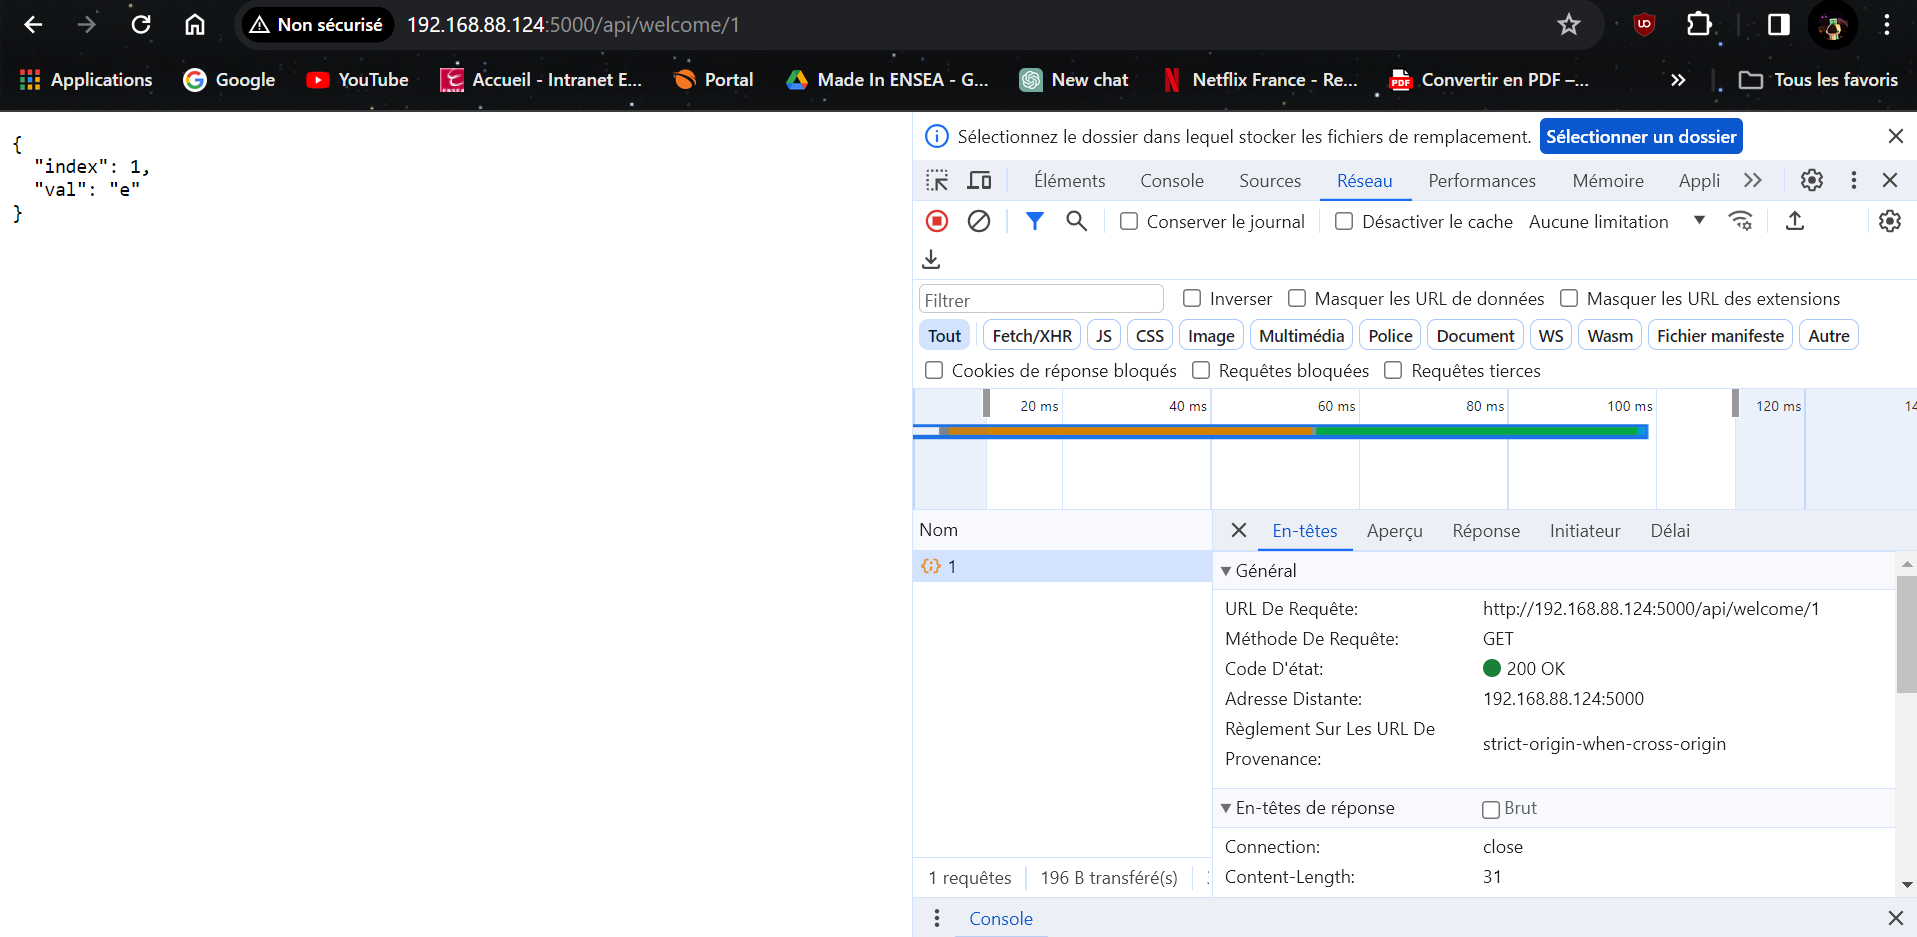 Non sécurisé 192.168.88.124:5000/api/welcome/1
Applications Google YouTube Accueil - Intranet E... Portal Made In ENSEA - G... New chat Netflix France - Re... PDF Convertir en PDF –... » Tous les favoris
{
"index": 1,
"val": "e"
}
Sélectionnez le dossier dans lequel stocker les fichiers de remplacement. Sélectionner un dossier
Éléments Console Sources Réseau Performances Mémoire Appli
Conserver le journal Désactiver le cache Aucune limitation
Filtrer Inverser Masquer les URL de données Masquer les URL des extensions
Tout Fetch/XHR JS CSS Image Multimédia Police Document WS Wasm Fichier manifeste Autre
Cookies de réponse bloqués Requêtes bloquées Requêtes tierces
20 ms 40 ms 60 ms 80 ms 100 ms 120 ms 14
Nom
En-têtes Aperçu Réponse Initiateur Délai
1
Général
URL De Requête: http://192.168.88.124:5000/api/welcome/1
Méthode De Requête: GET
Code D'état: 200 OK
Adresse Distante: 192.168.88.124:5000
Règlement Sur Les URL De
Provenance: strict-origin-when-cross-origin
En-têtes de réponse Brut
Connection: close
Content-Length: 31
1 requêtes 196 B transféré(s)
Console